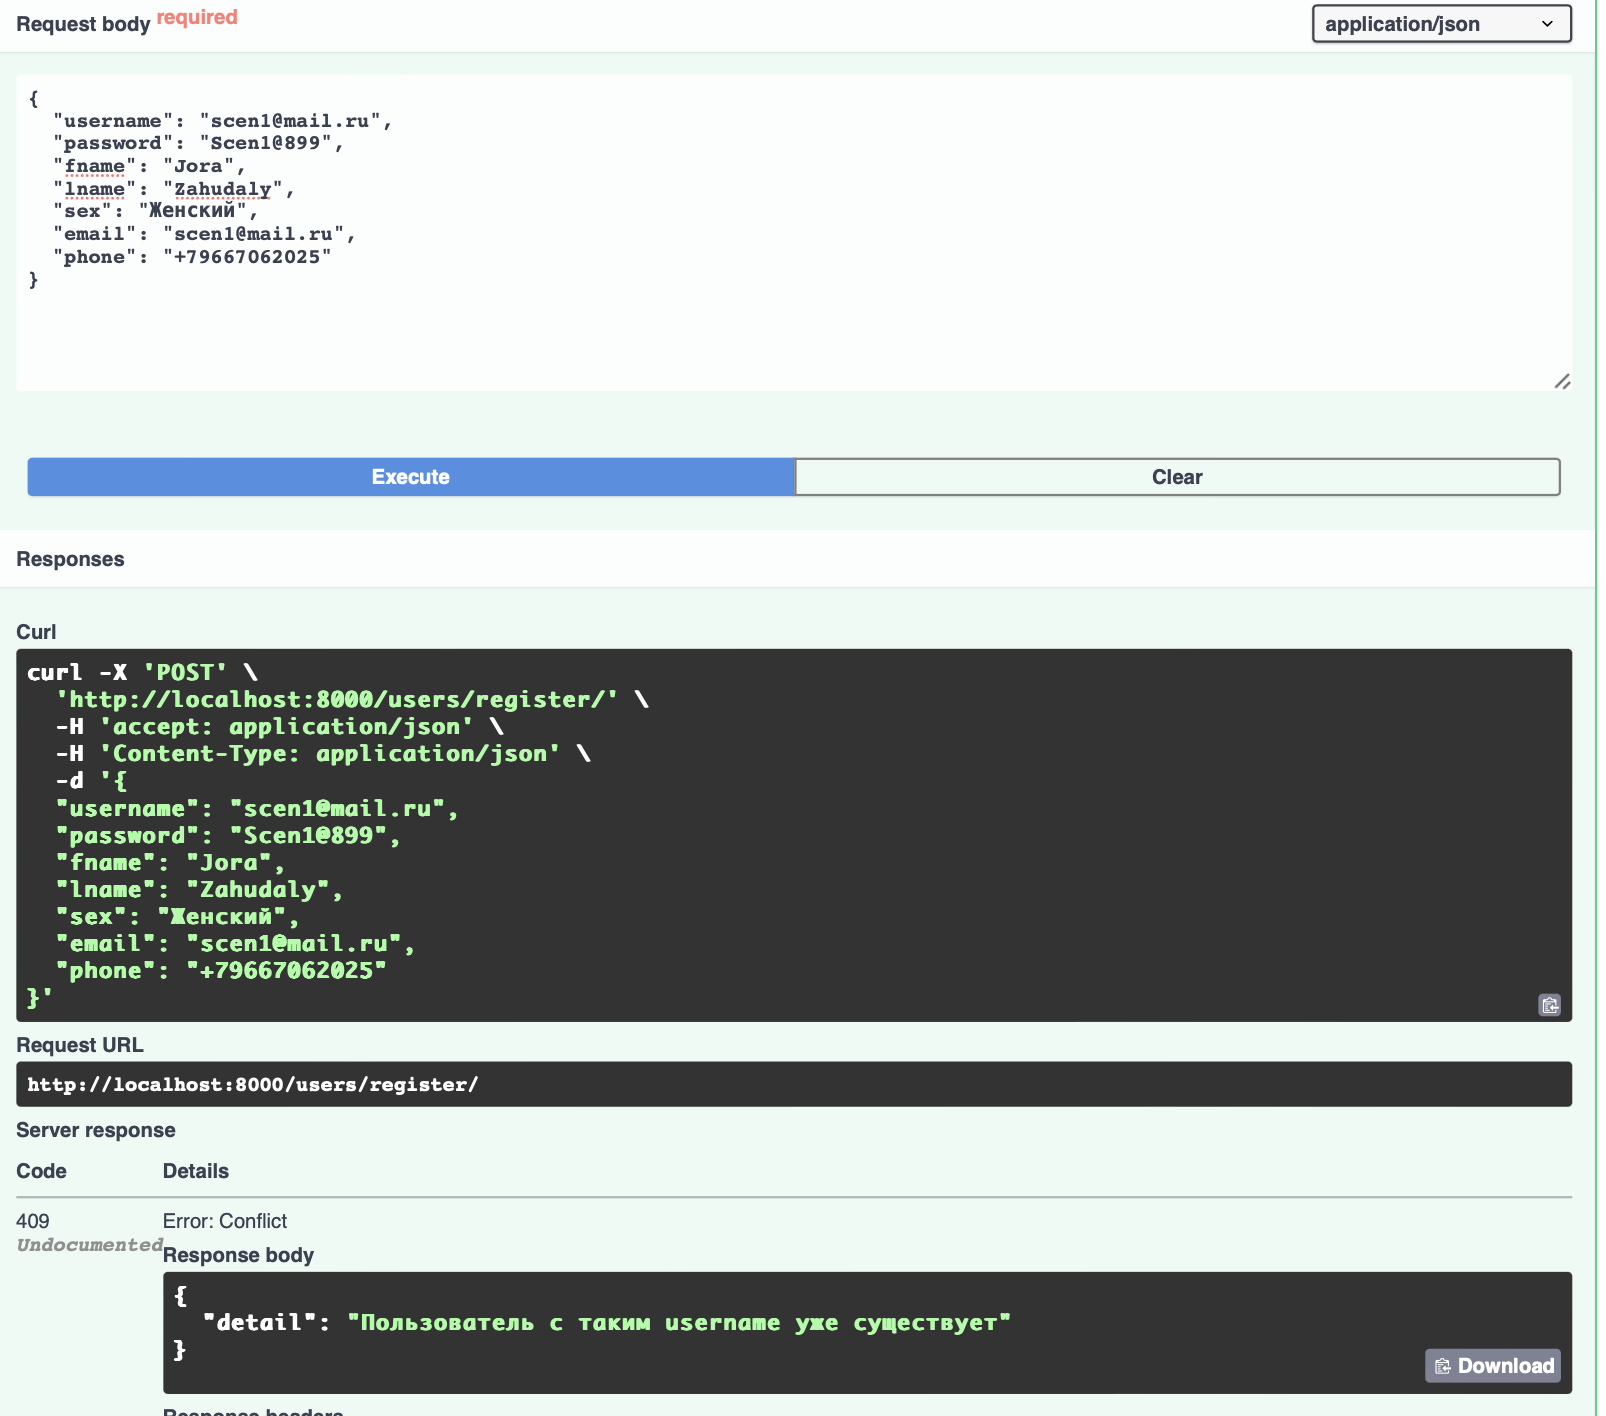 Request body required
application/json
{
  "username": "scen1@mail.ru",
  "password": "Scen1@899",
  "fname": "Jora",
  "lname": "Zahudaly",
  "sex": "Женский",
  "email": "scen1@mail.ru",
  "phone": "+79667062025"
}
Execute
Clear
Responses
Curl
curl -X 'POST' \
  'http://localhost:8000/users/register/' \
  -H 'accept: application/json' \
  -H 'Content-Type: application/json' \
  -d '{
  "username": "scen1@mail.ru",
  "password": "Scen1@899",
  "fname": "Jora",
  "lname": "Zahudaly",
  "sex": "Женский",
  "email": "scen1@mail.ru",
  "phone": "+79667062025"
}'
Request URL
http://localhost:8000/users/register/
Server response
Code
Details
409
Undocumented
Error: Conflict
Response body
{
  "detail": "Пользователь с таким username уже существует"
}
Download
Response headers